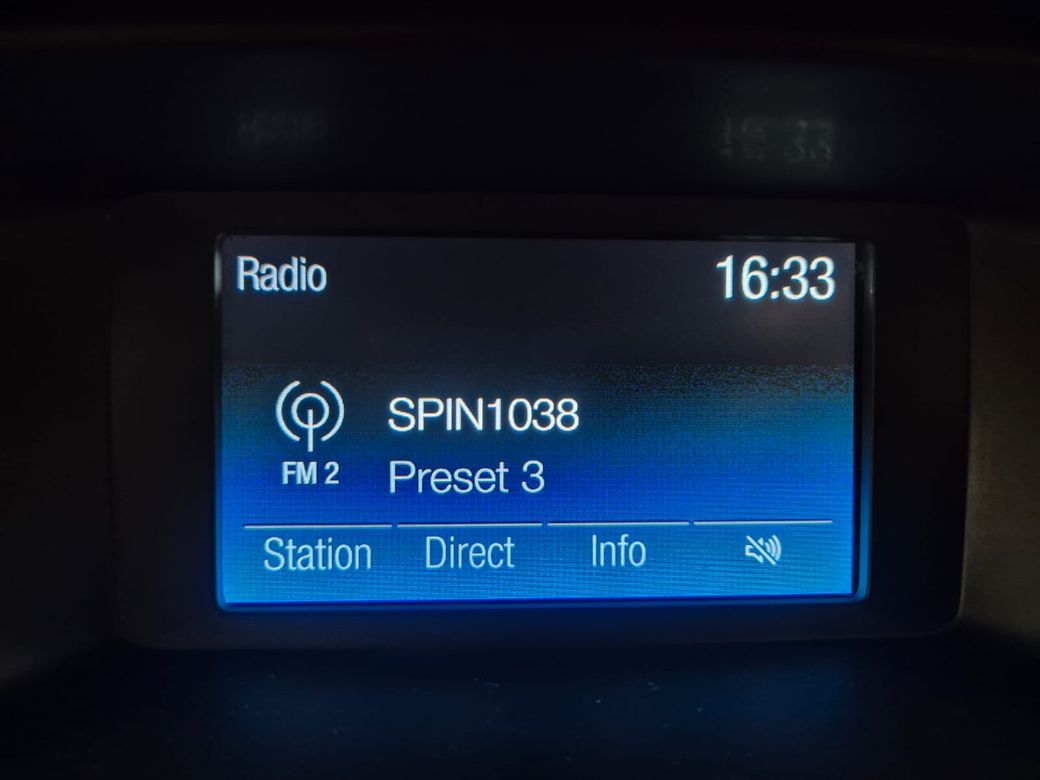 Radio
16:33
SPIN1038
FM 2
Preset 3
Station
Direct
Info